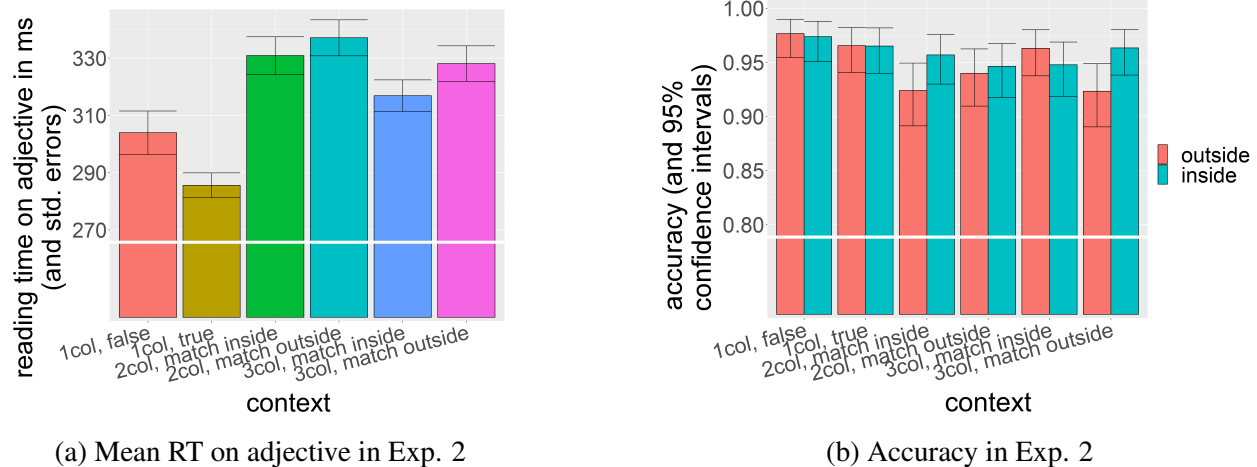 reading time on adjective in ms
(and std. errors)
330
310
290
270
1col, false
1col, true
2col, match inside
2col, match outside
3col, match inside
3col, match outside
context
(a) Mean RT on adjective in Exp. 2
accuracy (and 95%
confidence intervals)
1.00
0.95
0.90
0.85
0.80
1col, false
1col, true
2col, match inside
2col, match outside
3col, match inside
3col, match outside
context
outside
inside
(b) Accuracy in Exp. 2